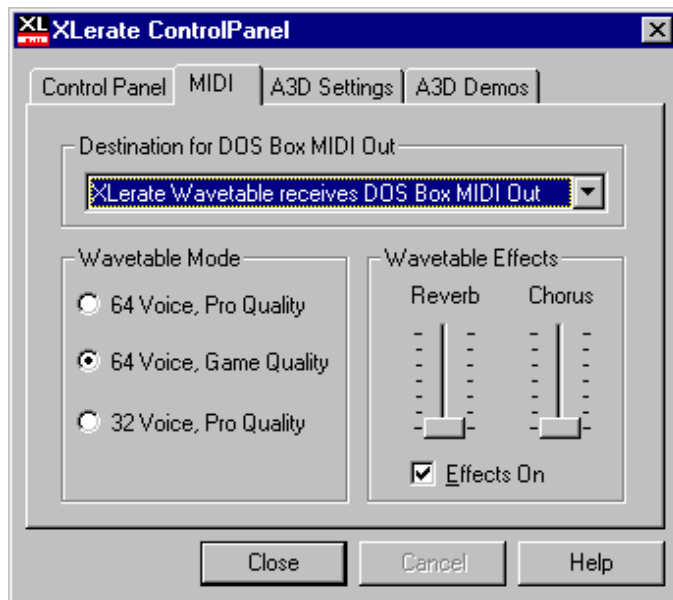 XL XLerate ControlPanel
Control Panel MIDI A3D Settings A3D Demos
Destination for DOS Box MIDI Out
XLerate Wavetable receives DOS Box MIDI Out
Wavetable Mode
64 Voice, Pro Quality
64 Voice, Game Quality
32 Voice, Pro Quality
Wavetable Effects
Reverb Chorus
Effects On
Close Cancel Help